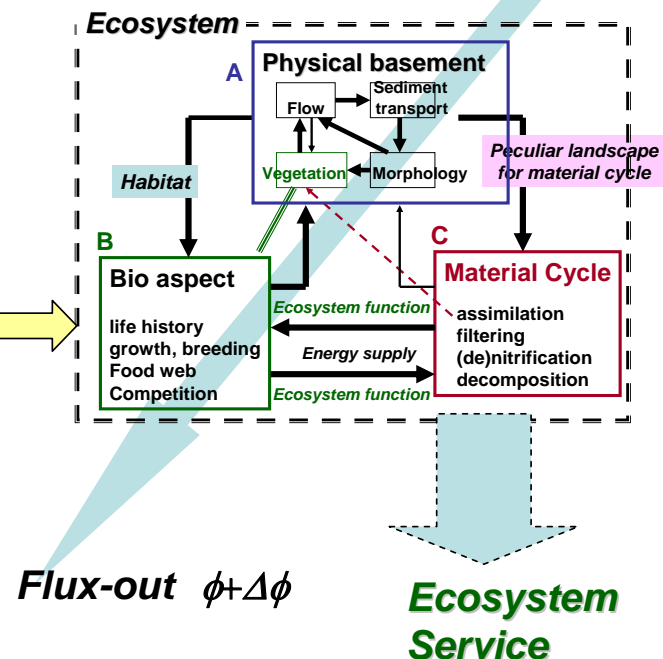 Ecosystem
A
Physical basement
Flow
Sediment
transport
Vegetation
Morphology
Habitat
Peculiar landscape
for material cycle
B
Bio aspect
life history
growth, breeding
Food web
Competition
Ecosystem function
Energy supply
Ecosystem function
C
Material Cycle
assimilation
filtering
(de)nitrification
decomposition
Flux-out ϕ+Δϕ
Ecosystem
Service